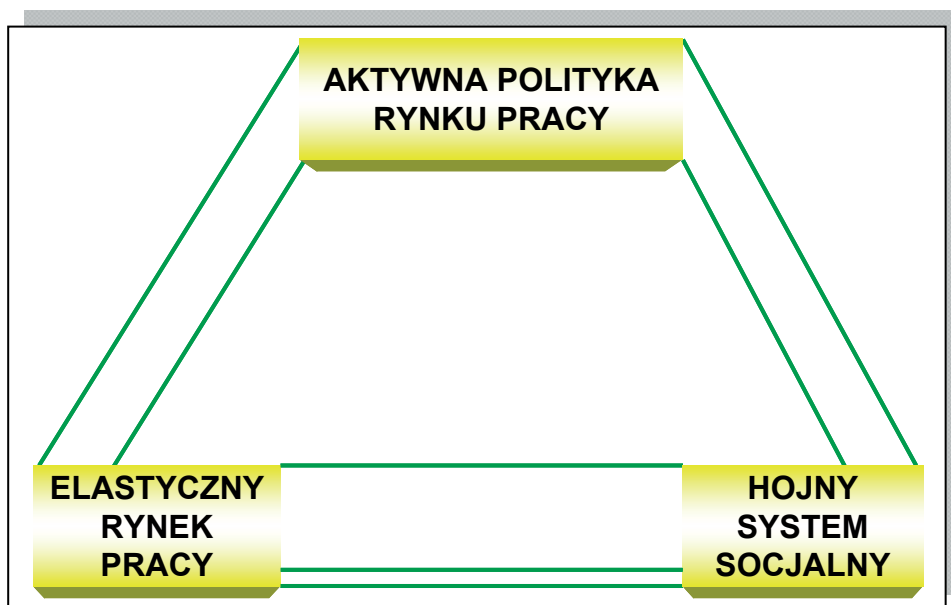 AKTYWNA POLITYKA
RYNKU PRACY
ELASTYCZNY
RYNEK
PRACY
HOJNY
SYSTEM
SOCJALNY